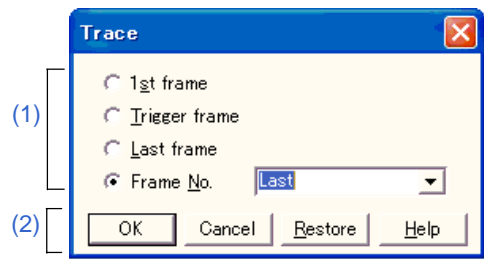 Trace
1st frame
(1)
Trigger frame
Last frame
Frame No. Last
(2)
OK Cancel Restore Help